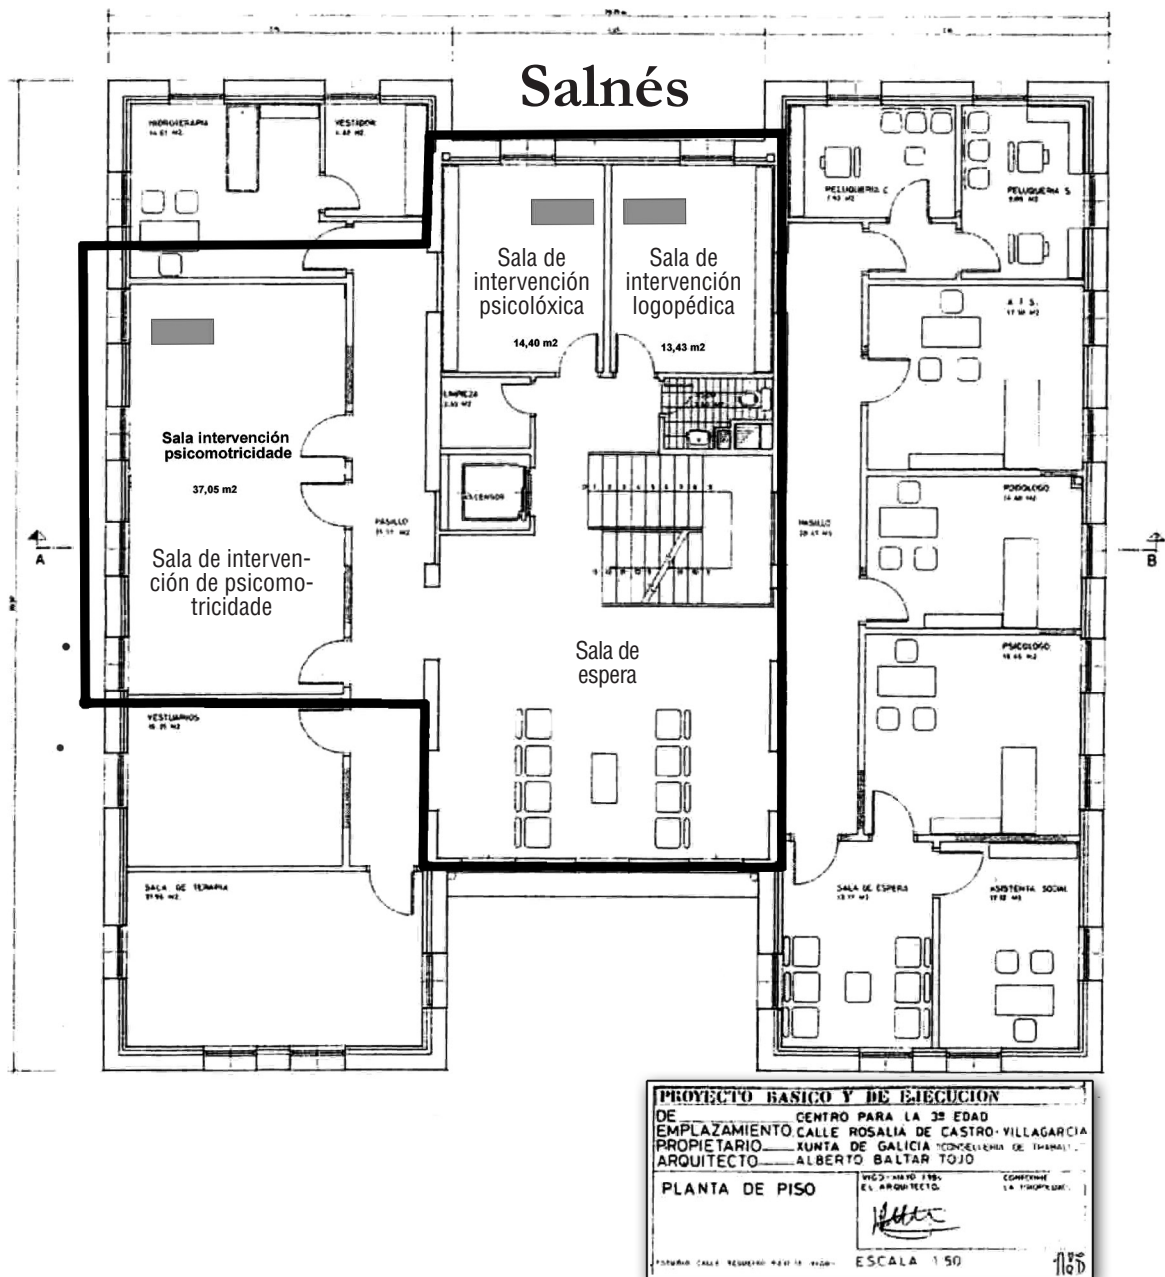 Salnés
HIDROTERAPIA
VESTIDOR
PELUQUERIA C.
PELUQUERIA S.
Sala de
intervención
psicolóxica
14,40 m2
Sala de
intervención
logopédica
13,43 m2
A T S.
LIMPIEZA
ASCENSOR
Sala intervención
psicomotricidade
37,05 m2
Sala de interven-
ción de psicomo-
tricidade
PASILLO
PASILLO
PODOLOGO
A
B
PSICOLOGO
Sala de
espera
VESTUARIOS
SALA DE TERAPIA
SALA DE ESPERA
ASISTENTA SOCIAL
PROYECTO BASICO Y DE EJECUCION
DE CENTRO PARA LA 3ª EDAD
EMPLAZAMIENTO CALLE ROSALIA DE CASTRO-VILLAGARCIA
PROPIETARIO XUNTA DE GALICIA
ARQUITECTO ALBERTO BALTAR TOJO
PLANTA DE PISO
EL ARQUITECTO
CONFORME
LA PROPIEDAD
ESCALA 1 50